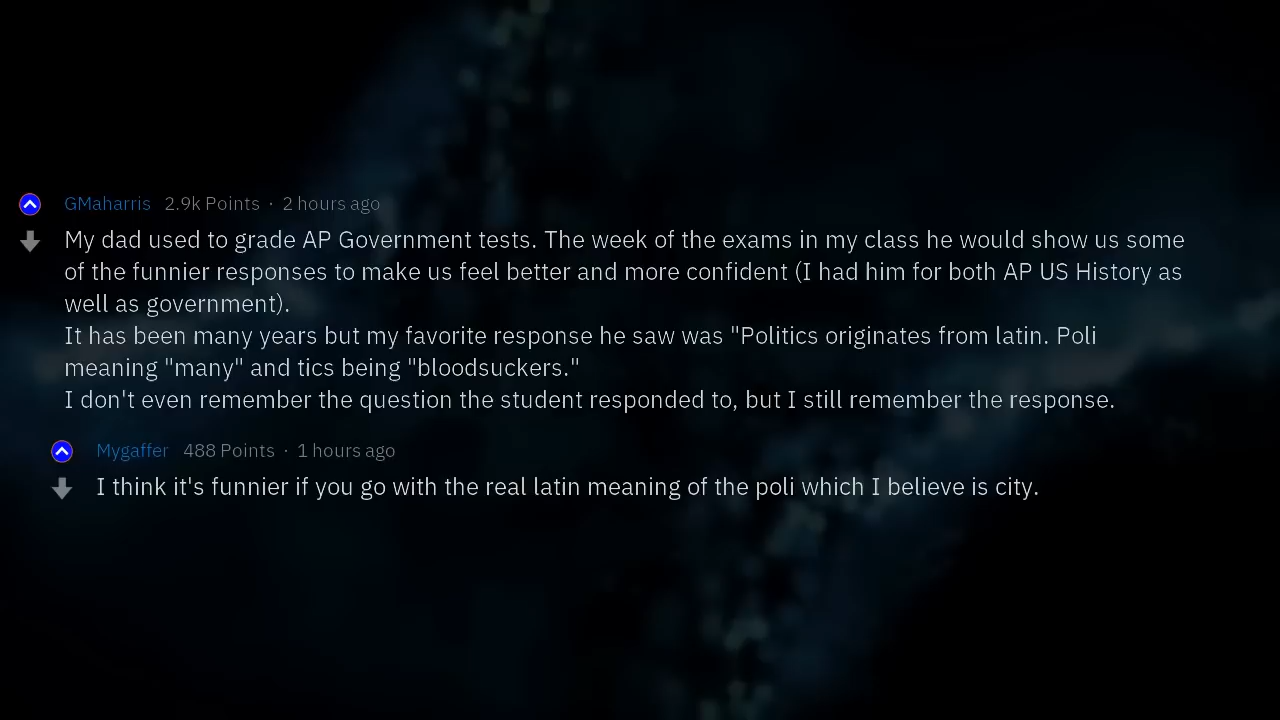 GMaharris 2.9k Points · 2 hours ago
My dad used to grade AP Government tests. The week of the exams in my class he would show us some
of the funnier responses to make us feel better and more confident (I had him for both AP US History as
well as government).
It has been many years but my favorite response he saw was "Politics originates from latin. Poli
meaning "many" and tics being "bloodsuckers."
I don't even remember the question the student responded to, but I still remember the response.
Mygaffer 488 Points · 1 hours ago
I think it's funnier if you go with the real latin meaning of the poli which I believe is city.